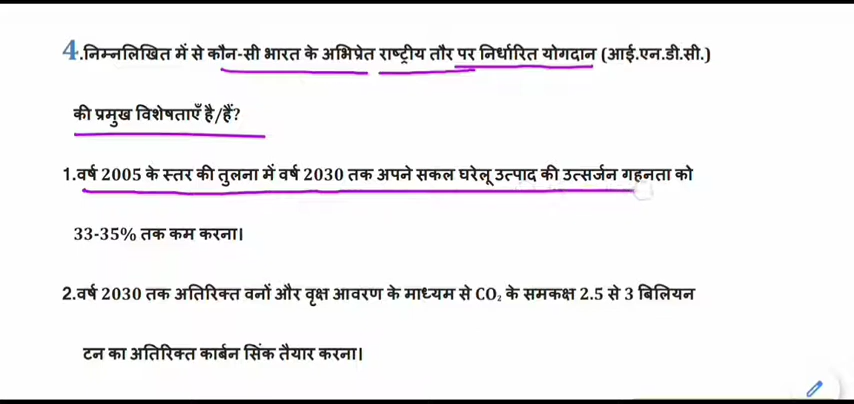 4.निम्नलिखित में से कौन-सी भारत के अभिप्रेत राष्ट्रीय तौर पर निर्धारित योगदान (आई.एन.डी.सी.)
की प्रमुख विशेषताएँ है/हैं?
1.वर्ष 2005 के स्तर की तुलना में वर्ष 2030 तक अपने सकल घरेलू उत्पाद की उत्सर्जन गहनता को
33-35% तक कम करना।
2.वर्ष 2030 तक अतिरिक्त वनों और वृक्ष आवरण के माध्यम से CO₂ के समकक्ष 2.5 से 3 बिलियन
टन का अतिरिक्त कार्बन सिंक तैयार करना।